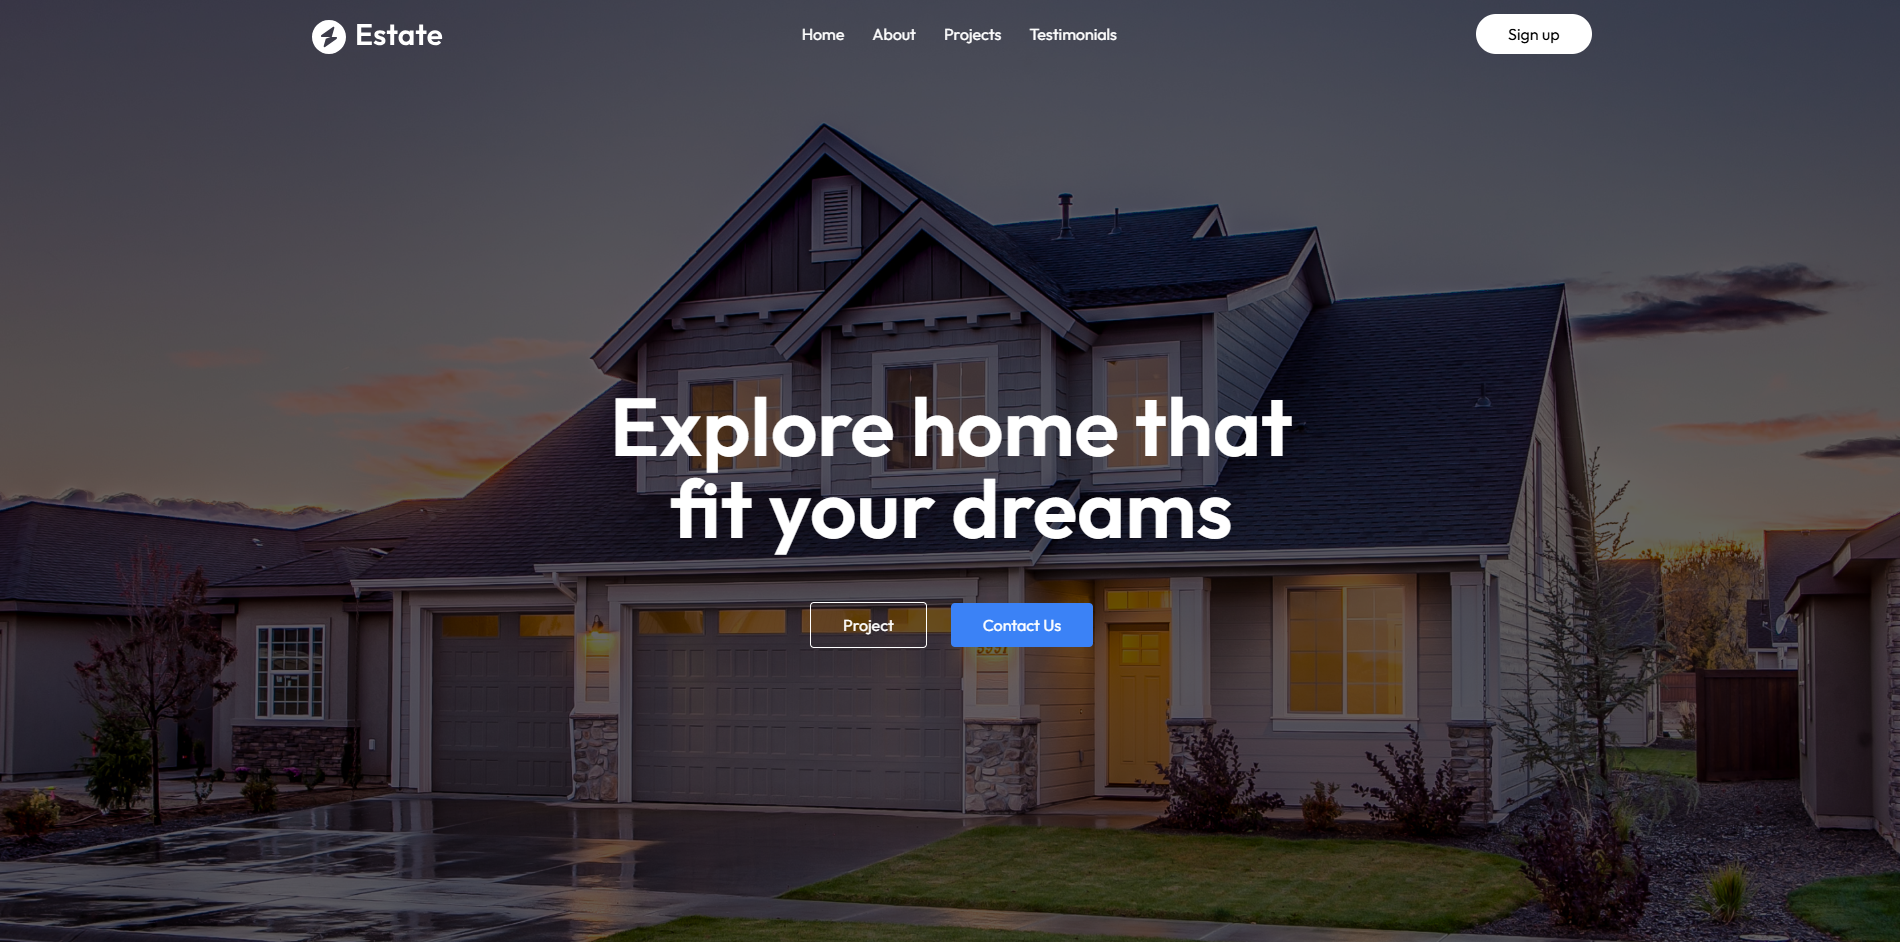 Estate
Home About Projects Testimonials
Sign up
Explore home that
fit your dreams
Project
Contact Us